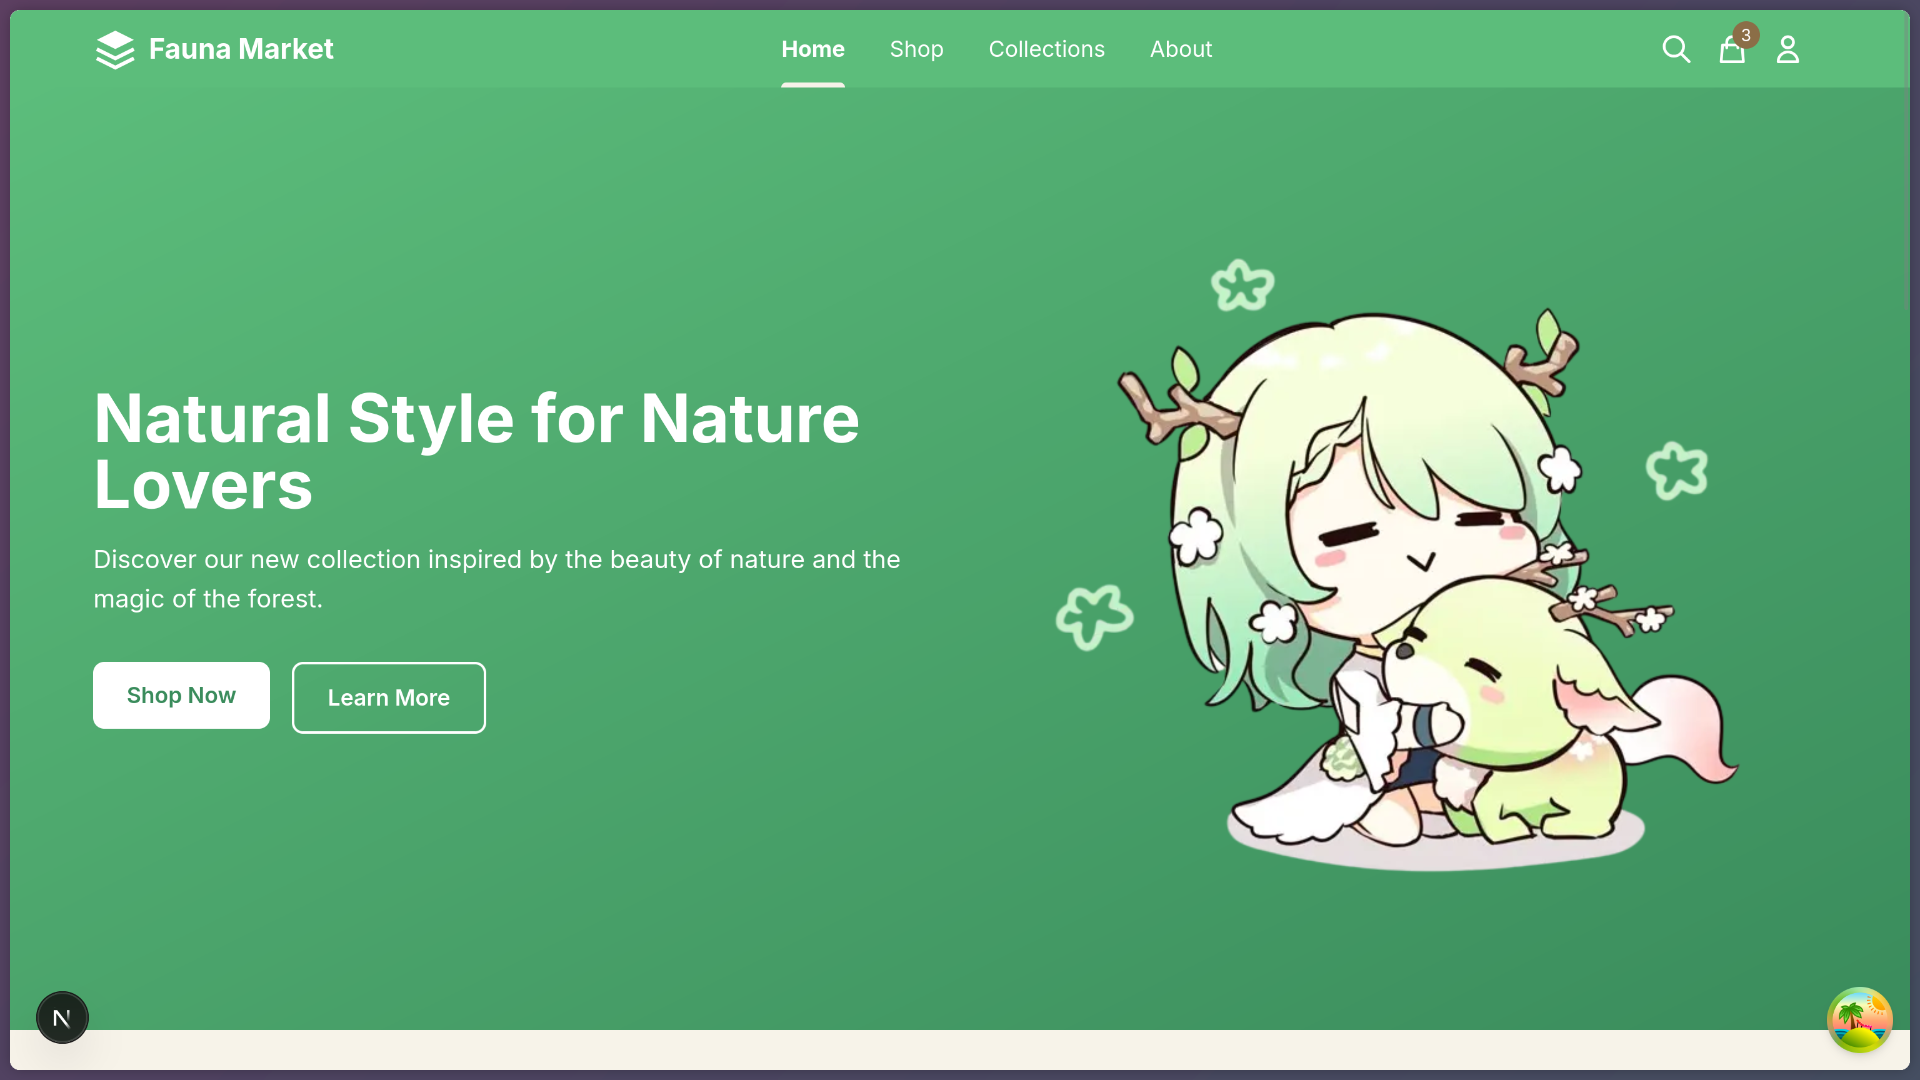 Fauna Market
Home
Shop
Collections
About
3
Natural Style for Nature
Lovers
Discover our new collection inspired by the beauty of nature and the
magic of the forest.
Shop Now
Learn More
N